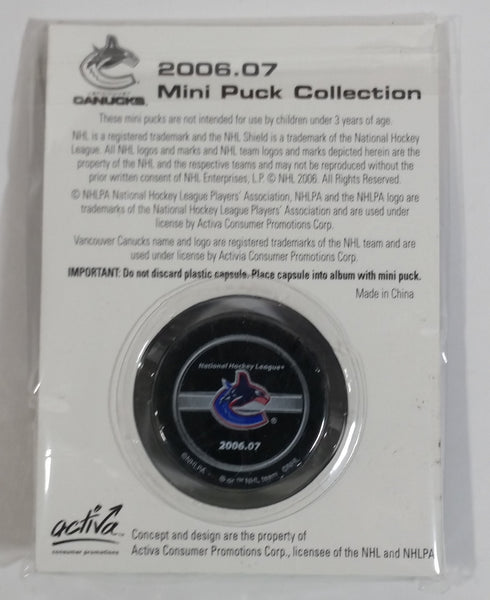 2006.07
VANCOUVER
CANUCKS
Mini Puck Collection
These mini pucks are not intended for use by children under 3 years of age.
NHL is a registered trademark and the NHL Shield is a trademark of the National Hockey
League. All NHL logos and marks and NHL team logos and marks depicted herein are the
property of the NHL and the respective teams and may not be reproduced without the
prior written consent of NHL Enterprises, L.P. © NHL 2006. All Rights Reserved.
© NHLPA National Hockey League Players' Association, NHLPA and the NHLPA logo are
trademarks of the National Hockey League Players' Association and are used under
license by Activa Consumer Promotions Corp.
Vancouver Canucks name and logo are registered trademarks of the NHL team and are
used under license by Activia Consumer Promotions Corp.
IMPORTANT: Do not discard plastic capsule. Place capsule into album with mini puck.
Made in China
National Hockey League®
®
2006.07
©NHLPA - ® or ™ NHL team ©NHL
activa
consumer promotions
Concept and design are the property of
Activa Consumer Promotions Corp., licensee of the NHL and NHLPA